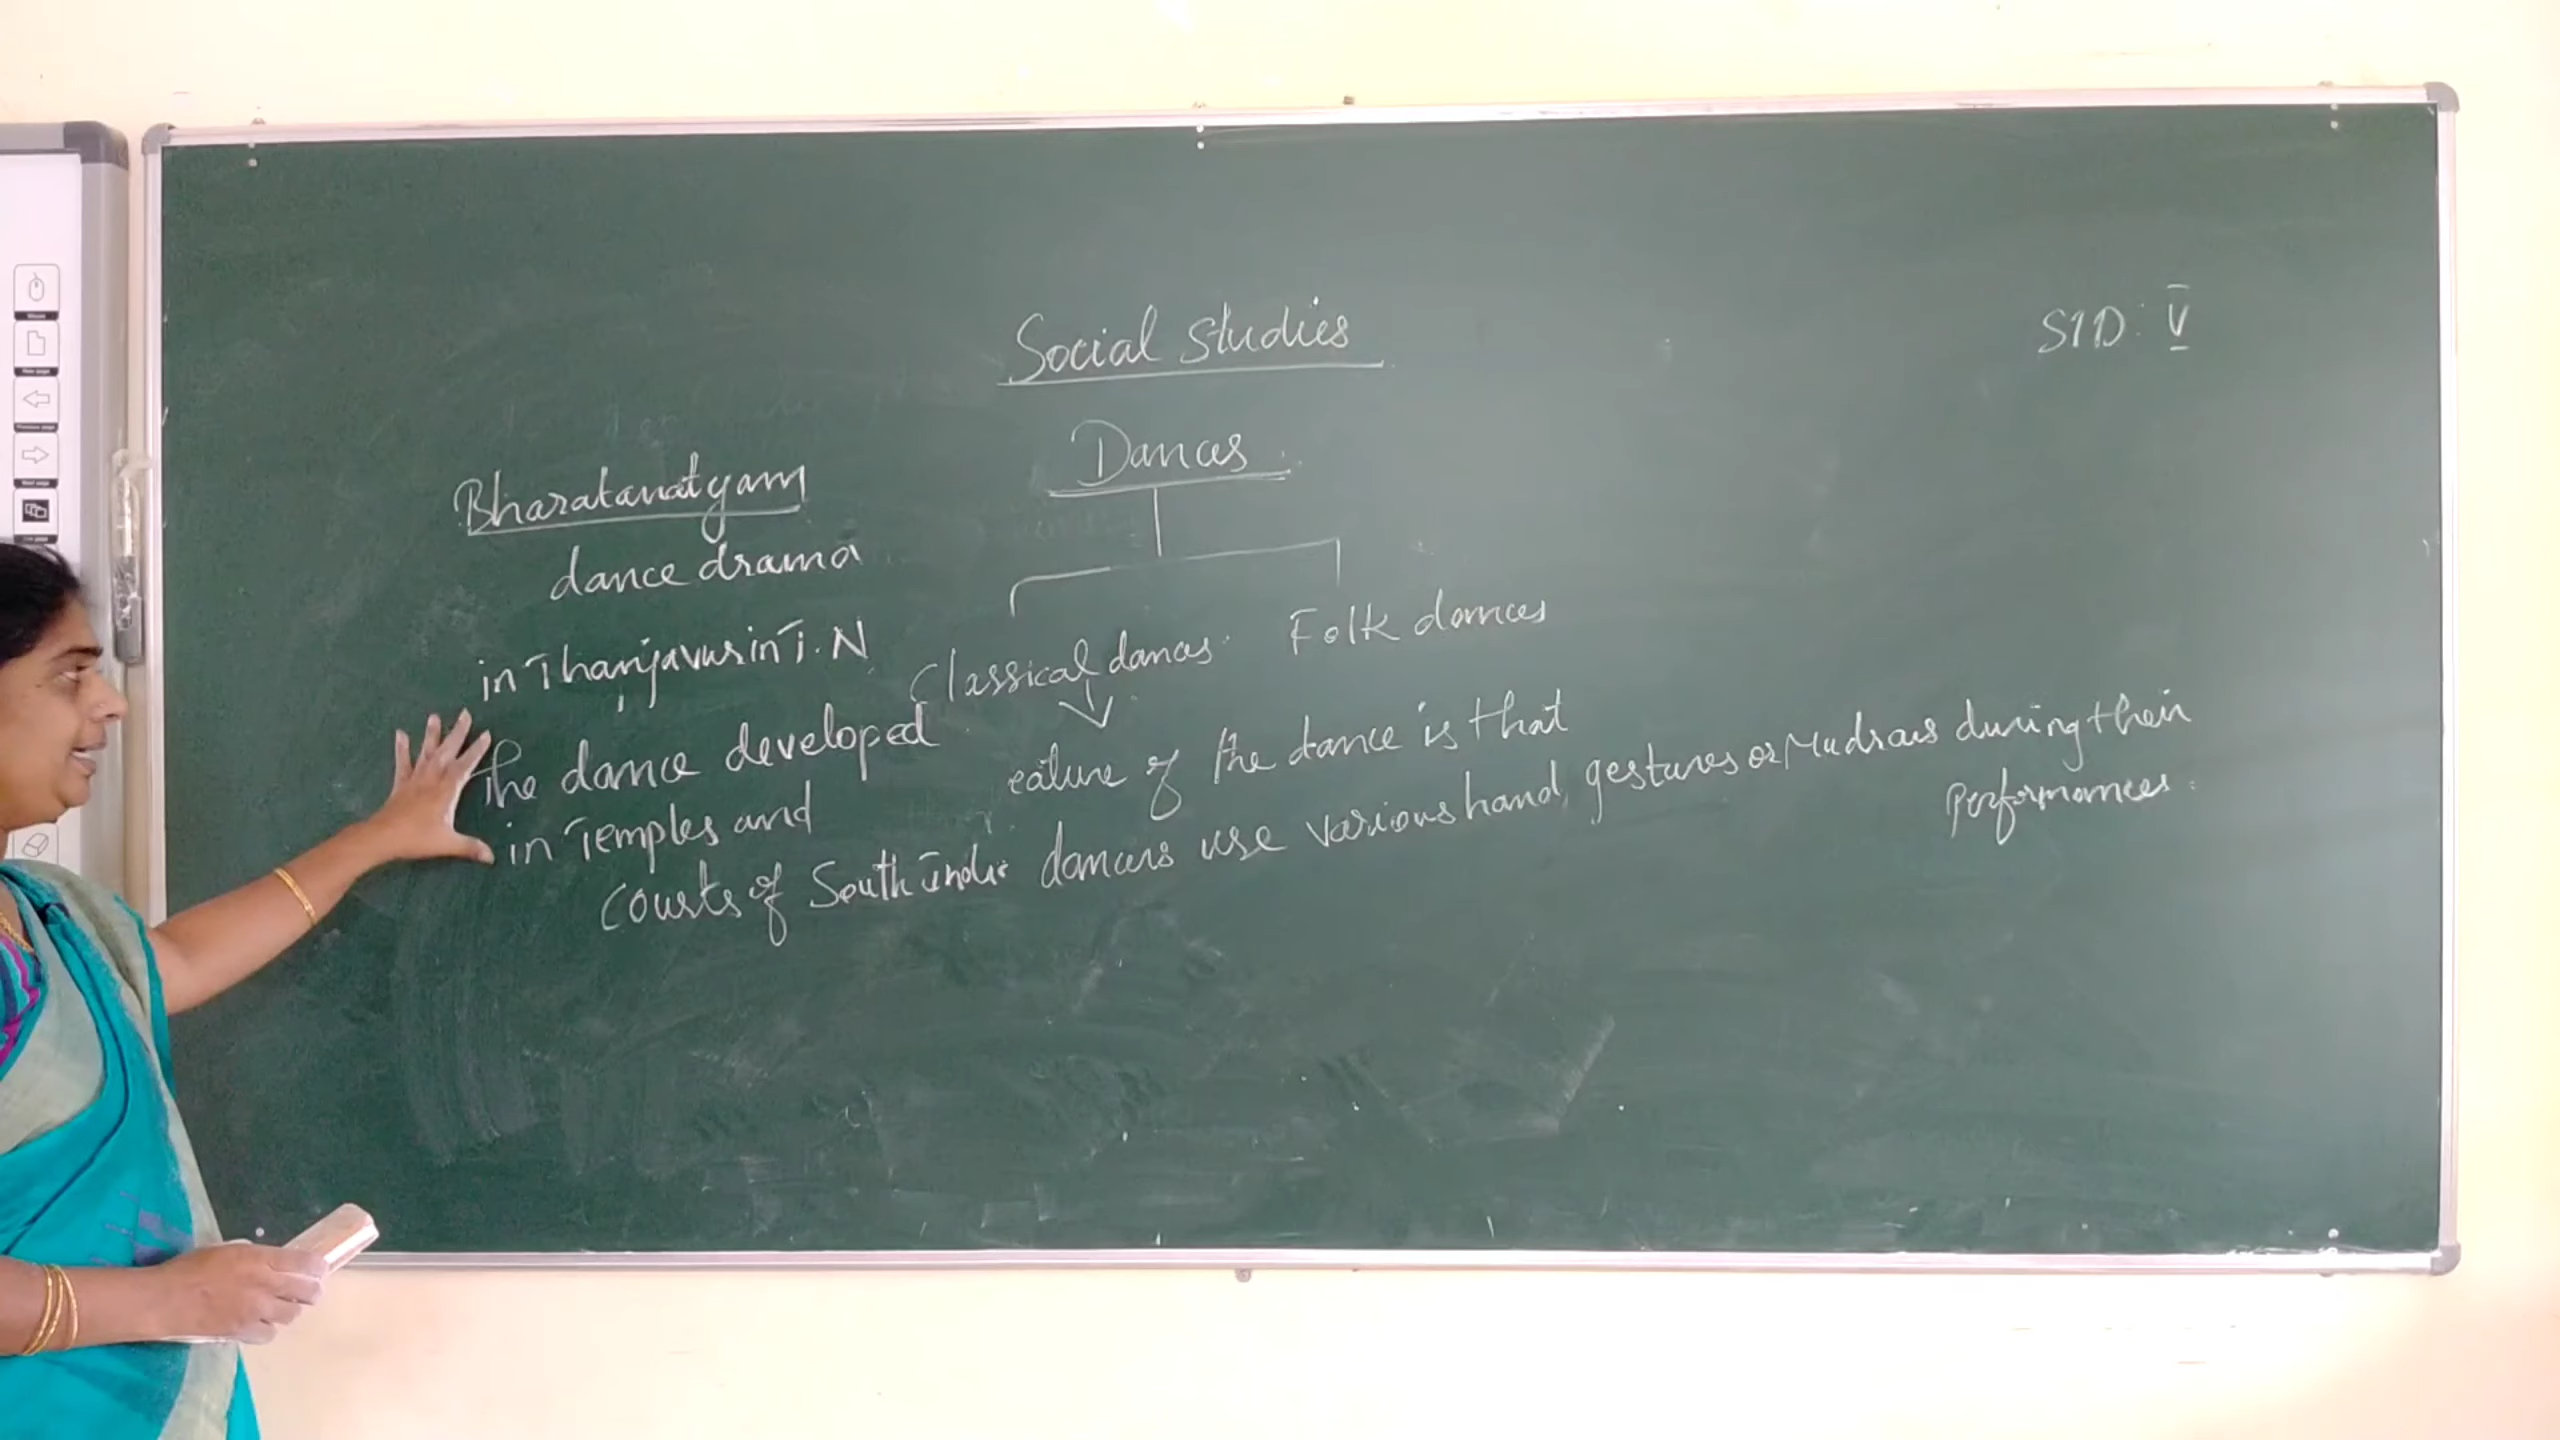 Social Studies
STD: V
Dances
Bharatanatyam
dance drama
in Thanjavur in T.N
Classical dances. Folk dances
The dance developed
in Temples and
courts of South India
eature of the dance is that
dancers use various hand gestures or Mudras during their
performances.